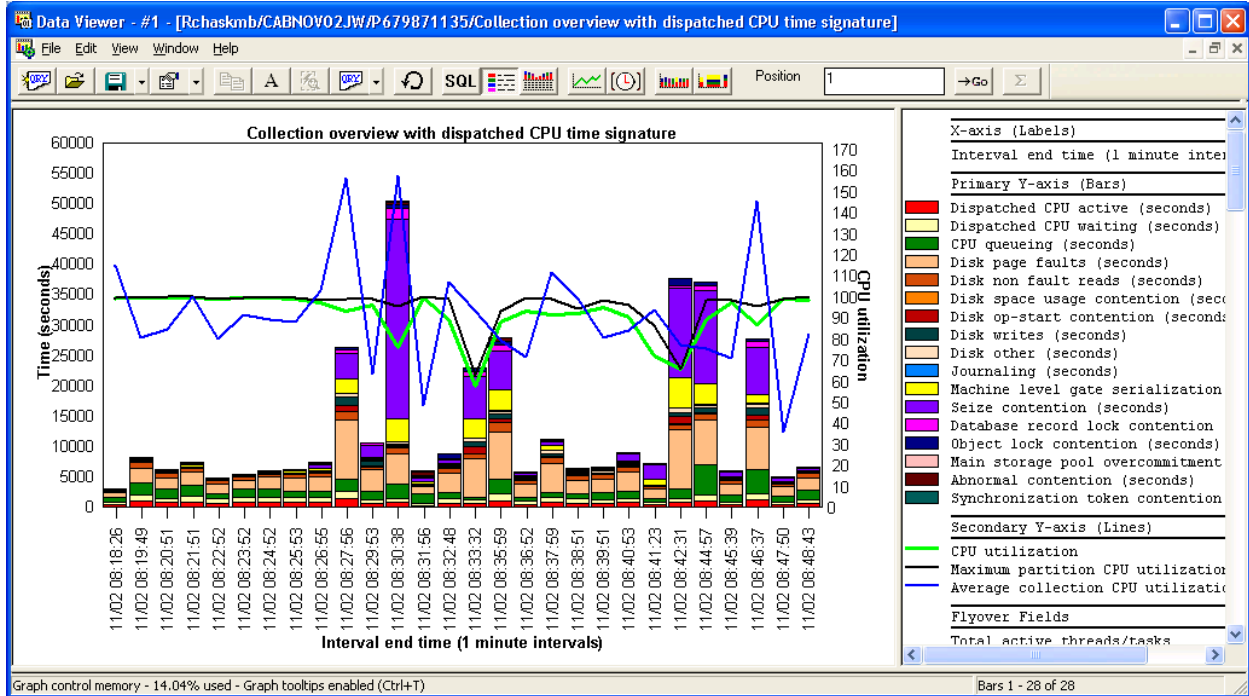 Data Viewer - #1 - [Rchaskmb/CABNOVO2JW/P679871135/Collection overview with dispatched CPU time signature]
File Edit View Window Help
QRY A QRY SQL Position 1 →Go Σ
Collection overview with dispatched CPU time signature
60000
55000
50000
45000
40000
35000
30000
25000
20000
15000
10000
5000
0
Time (seconds)
170
160
150
140
130
120
110
100
90
80
70
60
50
40
30
20
10
0
CPU utilization
11/02 08:18:26
11/02 08:19:49
11/02 08:20:51
11/02 08:21:51
11/02 08:22:52
11/02 08:23:52
11/02 08:24:52
11/02 08:25:53
11/02 08:26:55
11/02 08:27:56
11/02 08:29:53
11/02 08:30:38
11/02 08:31:56
11/02 08:32:48
11/02 08:33:32
11/02 08:35:59
11/02 08:36:52
11/02 08:37:59
11/02 08:38:51
11/02 08:39:51
11/02 08:40:53
11/02 08:41:23
11/02 08:42:31
11/02 08:44:57
11/02 08:45:39
11/02 08:46:37
11/02 08:47:50
11/02 08:48:43
Interval end time (1 minute intervals)
X-axis (Labels)
Interval end time (1 minute inter
Primary Y-axis (Bars)
Dispatched CPU active (seconds)
Dispatched CPU waiting (seconds)
CPU queueing (seconds)
Disk page faults (seconds)
Disk non fault reads (seconds)
Disk space usage contention (seco
Disk op-start contention (seconds
Disk writes (seconds)
Disk other (seconds)
Journaling (seconds)
Machine level gate serialization
Seize contention (seconds)
Database record lock contention
Object lock contention (seconds)
Main storage pool overcommitment
Abnormal contention (seconds)
Synchronization token contention
Secondary Y-axis (Lines)
CPU utilization
Maximum partition CPU utilization
Average collection CPU utilizatio
Flyover Fields
Total active threads/tasks
Graph control memory - 14.04% used - Graph tooltips enabled (Ctrl+T)
Bars 1 - 28 of 28